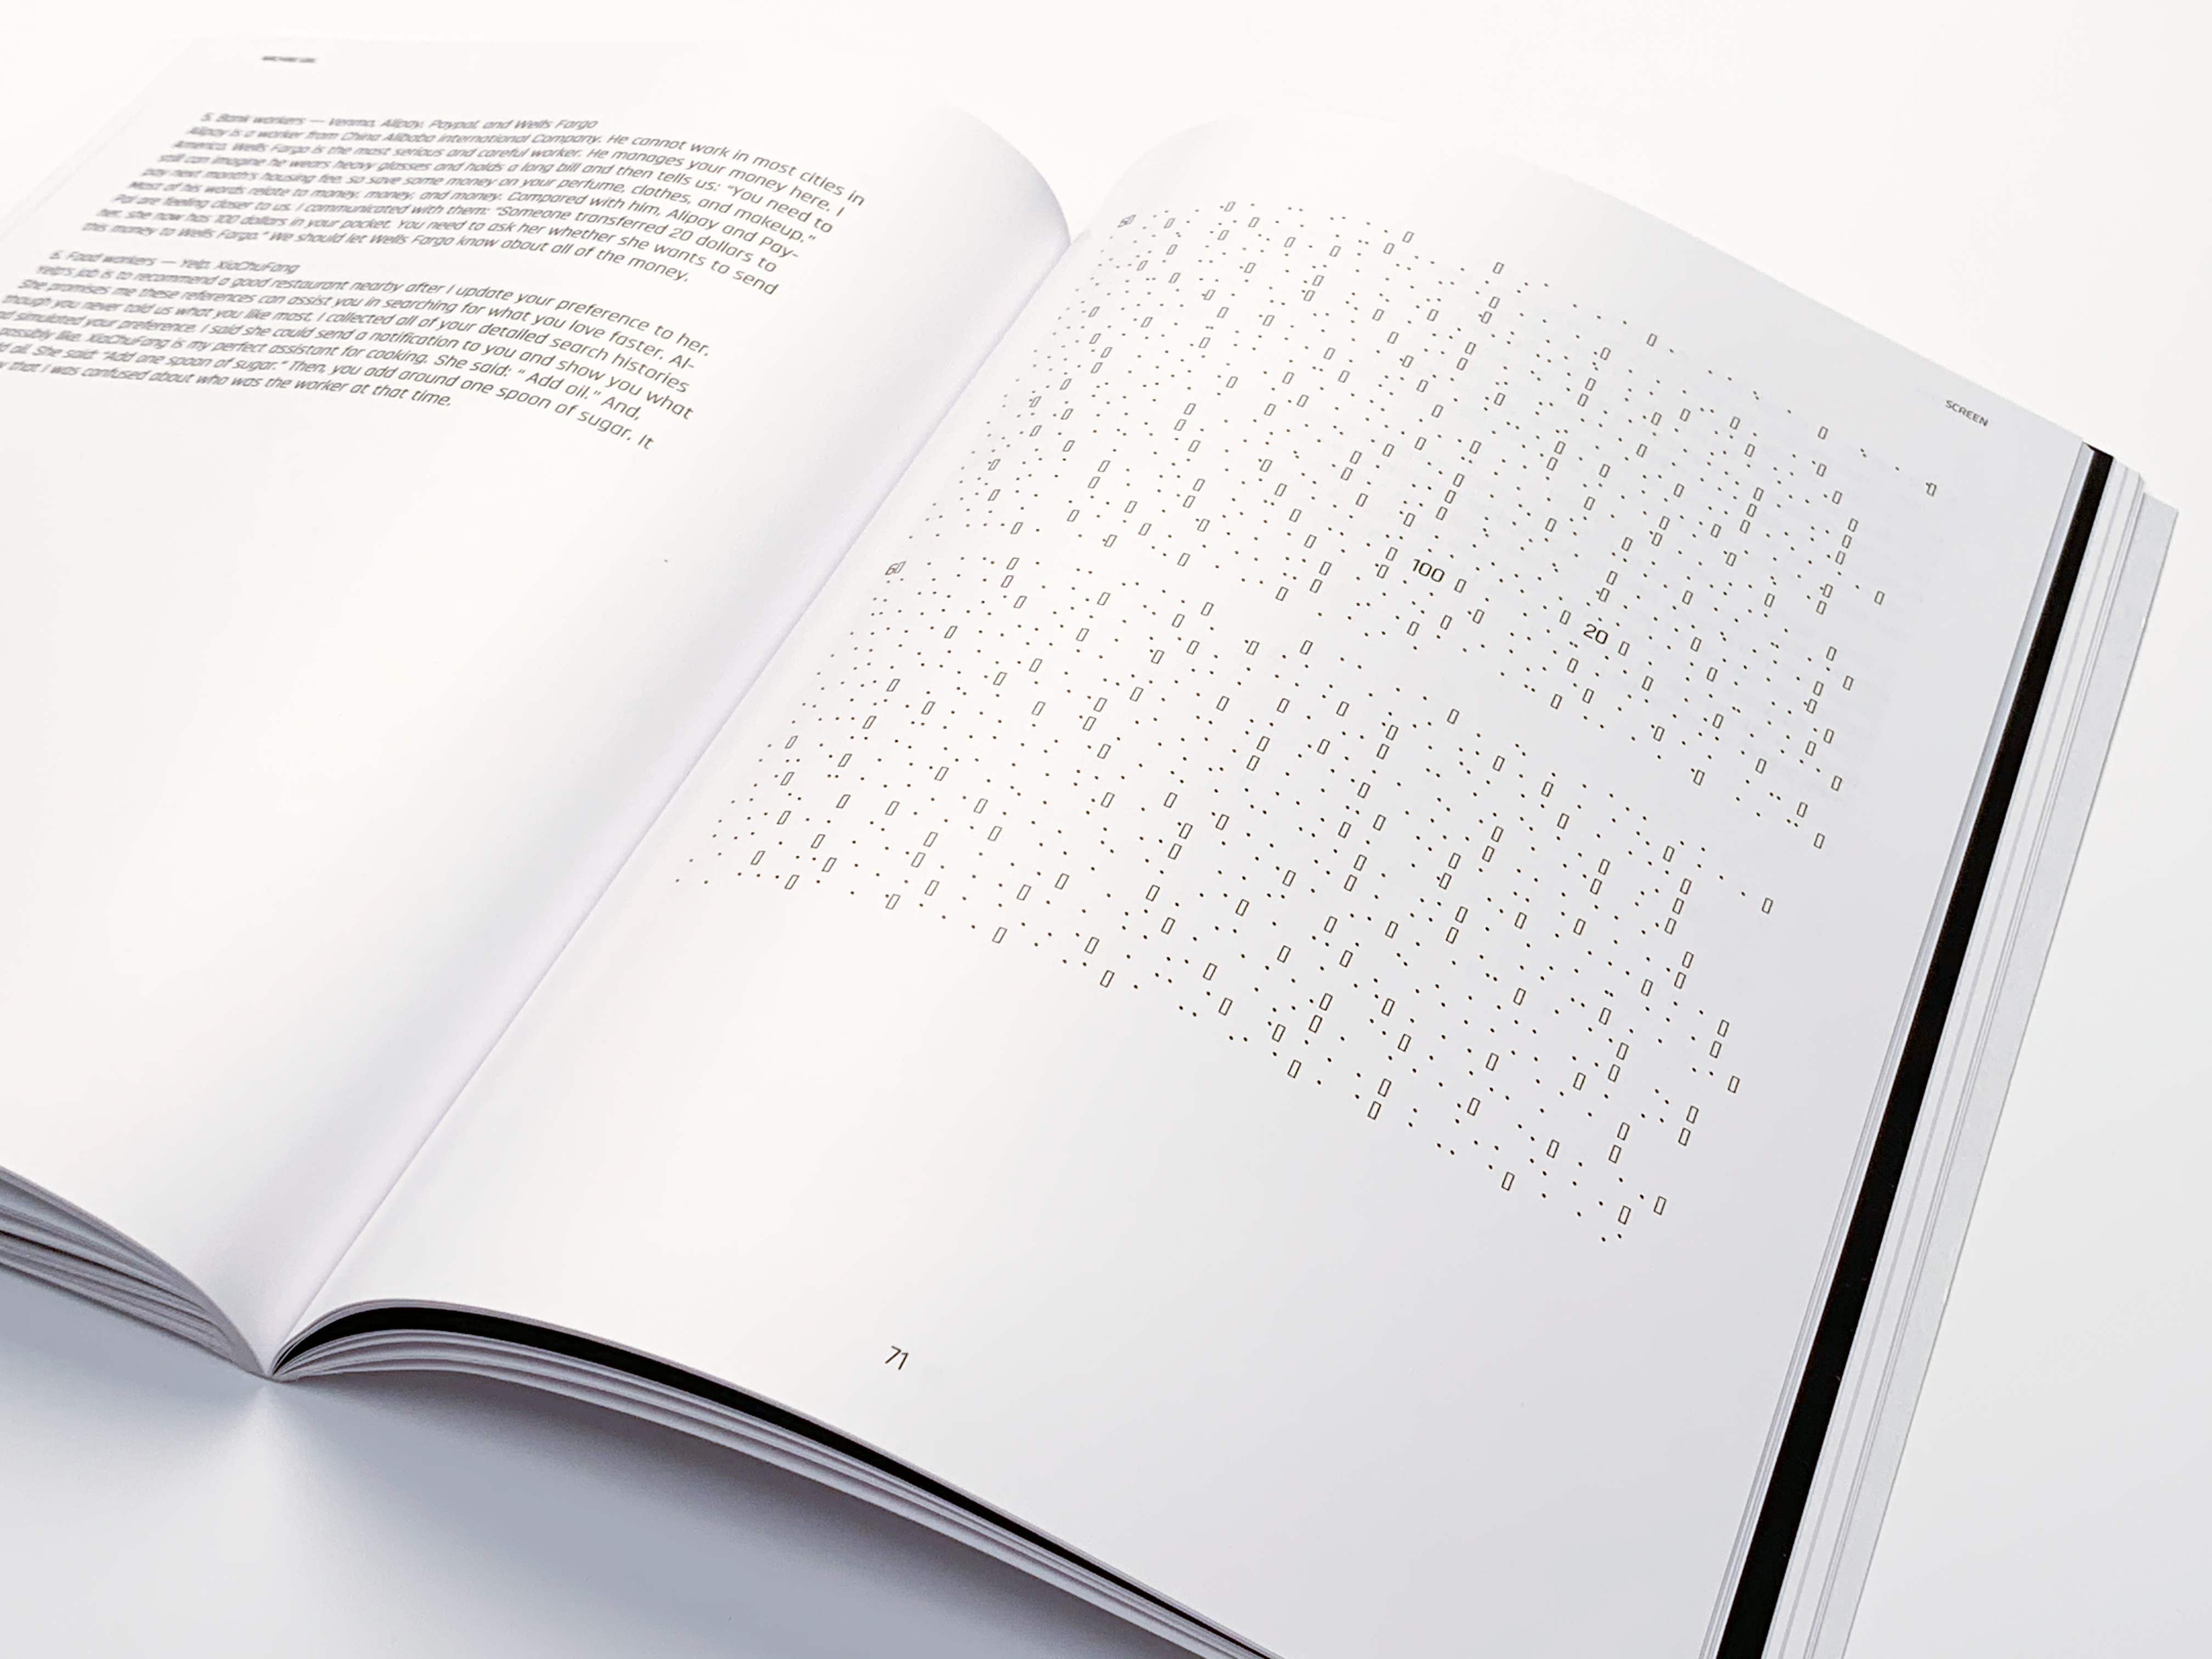 5. Bank workers — Venmo, Alipay, Paypal, and Wells Fargo
Alipay is a worker from China Alibaba international Company. He cannot work in most cities in
America. Wells Fargo is the most serious and careful worker. He manages your money here. I
still can imagine he wears heavy glasses and holds a long bill and then tells us: "You need to
pay next month's housing fee, so save some money on your perfume, clothes, and makeup."
Most of his words relate to money, money, and money. Compared with him, Alipay and Pay-
Pal are feeling closer to us. I communicated with them: "Someone transferred 20 dollars to
her, she now has 100 dollars in your pocket. You need to ask her whether she wants to send
this money to Wells Fargo." We should let Wells Fargo know about all of the money.
6. Food workers — Yelp, XiaChuFang
Yelp's job is to recommend a good restaurant nearby after I update your preference to her.
She promises me these references can assist you in searching for what you love faster. Al-
though you never told us what you like most, I collected all of your detailed search histories
simulated your preference. I said she could send a notification to you and show you what
possibly like. XiaChuFang is my perfect assistant for cooking. She said: " Add oil." And,
oil. She said: "Add one spoon of sugar." Then, you add around one spoon of sugar. It
that I was confused about who was the worker at that time.
SCREEN
100
20
71